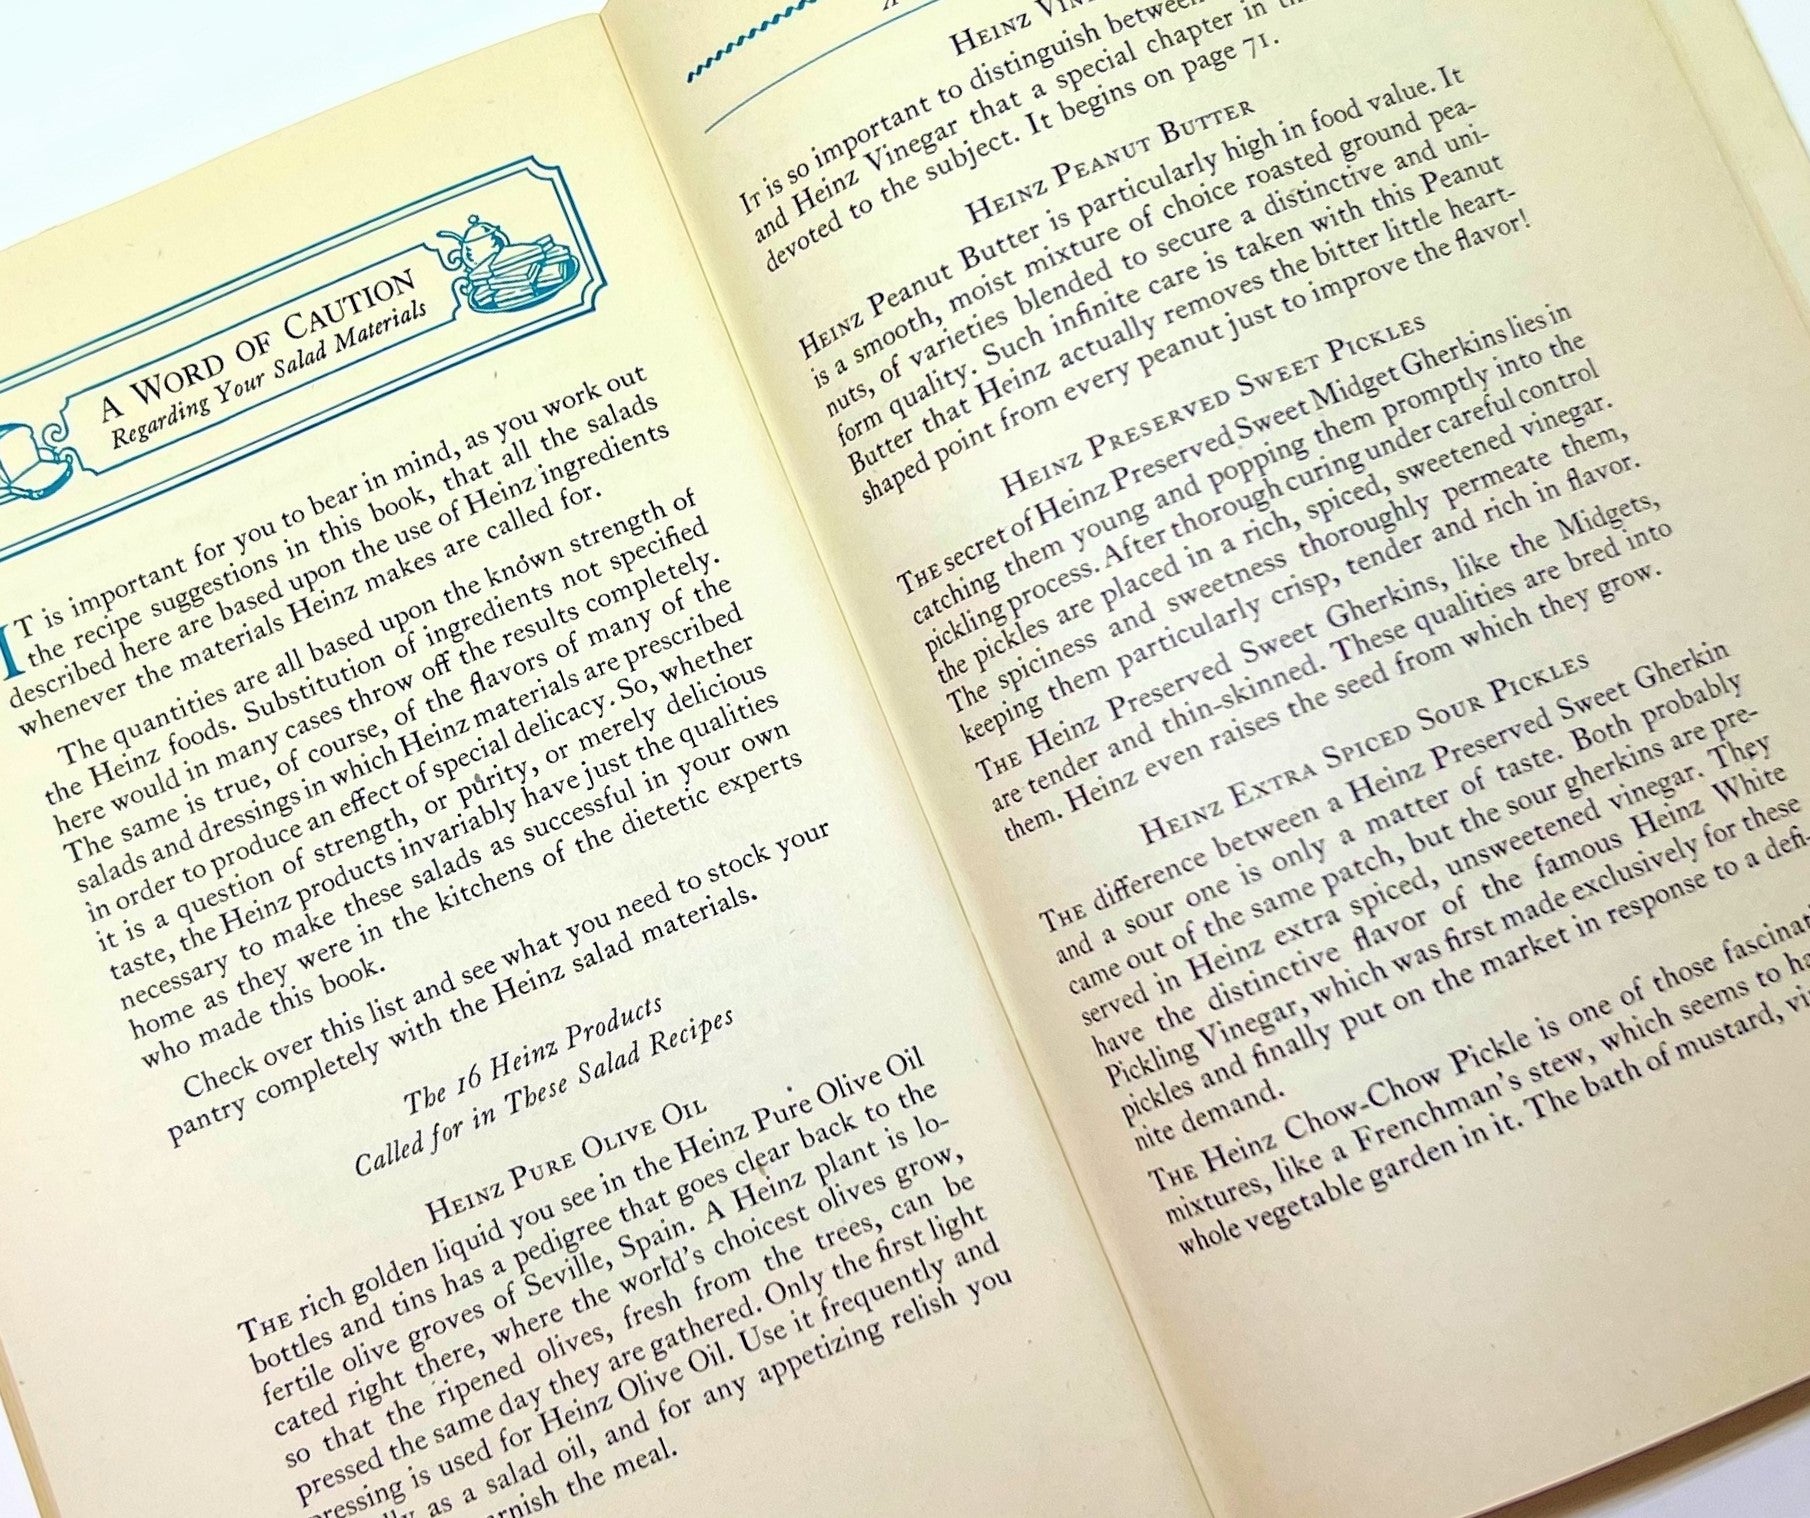 A WORD OF CAUTION
Regarding Your Salad Materials
IT is important for you to bear in mind, as you work out
the recipe suggestions in this book, that all the salads
described here are based upon the use of Heinz ingredients
whenever the materials Heinz makes are called for.
The quantities are all based upon the known strength of
the Heinz foods. Substitution of ingredients not specified
here would in many cases throw off the results completely.
The same is true, of course, of the flavors of many of the
salads and dressings in which Heinz materials are prescribed
in order to produce an effect of special delicacy. So, whether
it is a question of strength, or purity, or merely delicious
taste, the Heinz products invariably have just the qualities
necessary to make these salads as successful in your own
home as they were in the kitchens of the dietetic experts
who made this book.
Check over this list and see what you need to stock your
pantry completely with the Heinz salad materials.
The 16 Heinz Products
Called for in These Salad Recipes
HEINZ PURE OLIVE OIL
THE rich golden liquid you see in the Heinz Pure Olive Oil
bottles and tins has a pedigree that goes clear back to the
fertile olive groves of Seville, Spain. A Heinz plant is lo-
cated right there, where the world's choicest olives grow,
so that the ripened olives, fresh from the trees, can be
pressed the same day they are gathered. Only the first light
pressing is used for Heinz Olive Oil. Use it frequently and
as a salad oil, and for any appetizing relish you
the meal.
HEINZ
IT is so important to distinguish
and Heinz Vinegar that a special chapter in
devoted to the subject. It begins on page 71.
HEINZ PEANUT BUTTER
HEINZ Peanut Butter is particularly high in food value. It
is a smooth, moist mixture of choice roasted ground pea-
nuts, of varieties blended to secure a distinctive and uni-
form quality. Such infinite care is taken with this Peanut
Butter that Heinz actually removes the bitter little heart-
shaped point from every peanut just to improve the flavor!
HEINZ PRESERVED SWEET PICKLES
THE secret of Heinz Preserved Sweet Midget Gherkins lies in
catching them young and popping them promptly into the
pickling process. After thorough curing under careful control
the pickles are placed in a rich, spiced, sweetened vinegar.
The spiciness and sweetness thoroughly permeate them,
keeping them particularly crisp, tender and rich in flavor.
THE Heinz Preserved Sweet Gherkins, like the Midgets,
are tender and thin-skinned. These qualities are bred into
them. Heinz even raises the seed from which they grow.
HEINZ EXTRA SPICED SOUR PICKLES
THE difference between a Heinz Preserved Sweet Gherkin
and a sour one is only a matter of taste. Both probably
came out of the same patch, but the sour gherkins are pre-
served in Heinz extra spiced, unsweetened vinegar. They
have the distinctive flavor of the famous Heinz White
Pickling Vinegar, which was first made exclusively for these
pickles and finally put on the market in response to a defi-
nite demand.
THE Heinz Chow-Chow Pickle is one of those
mixtures, like a Frenchman's stew, which seems to
whole vegetable garden in it. The bath of mustard,